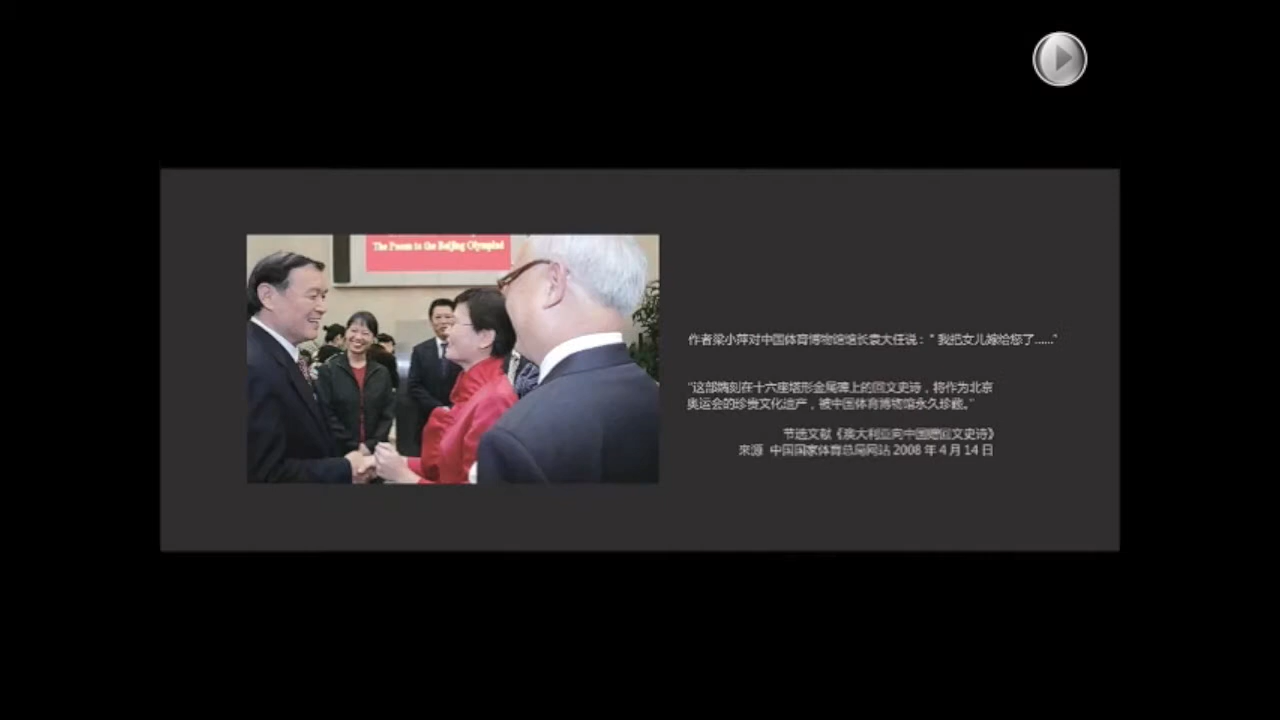 The Poem to the Beijing Olympiad
作者梁小萍对中国体育博物馆馆长袁大任说：“我把女儿嫁给您了......”
“这部镌刻在十六座塔形金属碑上的回文史诗，将作为北京
奥运会的珍贵文化遗产，被中国体育博物馆永久珍藏。”
节选文献《澳大利亚向中国赠回文史诗》
来源 中国国家体育总局网站 2008 年 4 月 14 日